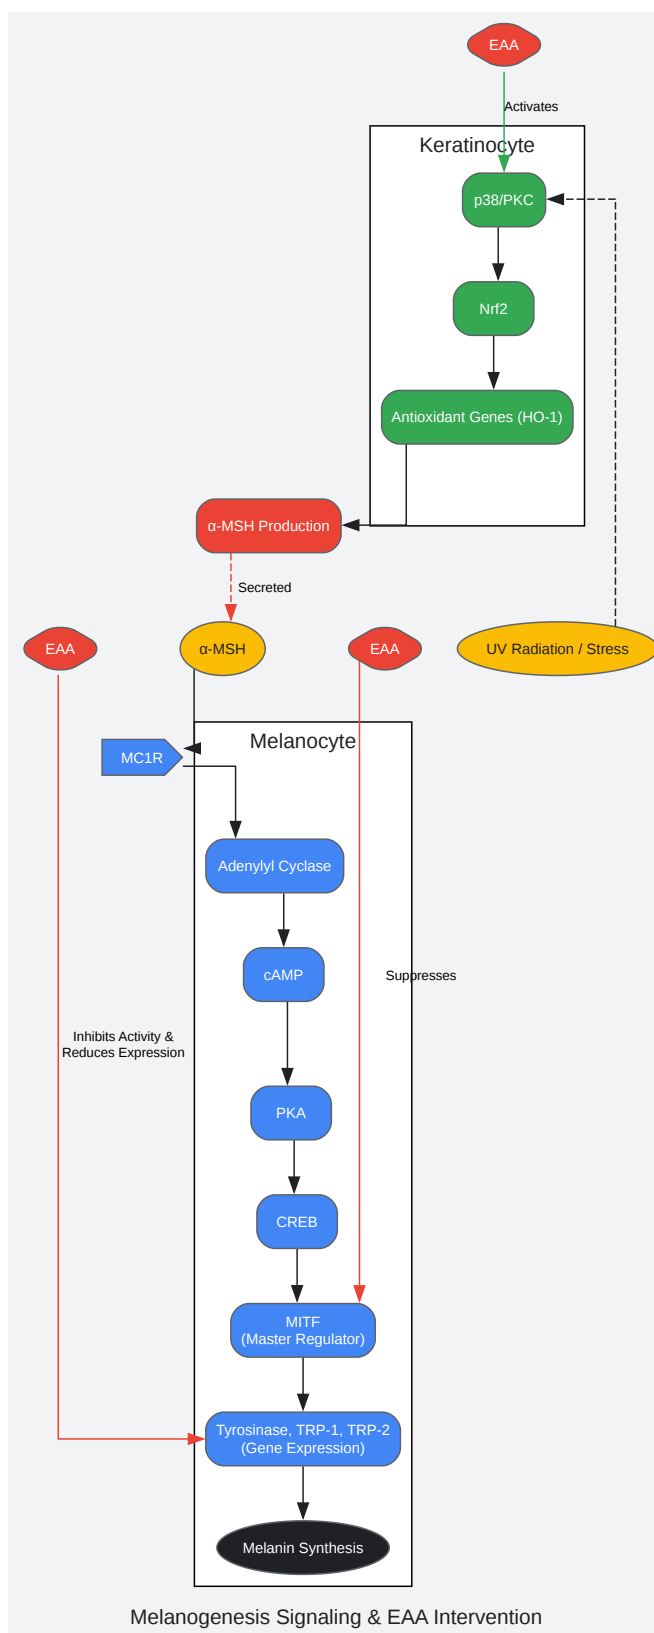 EAA
Activates
Keratinocyte
p38/PKC
Nrf2
Antioxidant Genes (HO-1)
α-MSH Production
Secreted
EAA
α-MSH
EAA
UV Radiation / Stress
Melanocyte
MC1R
Adenylyl Cyclase
cAMP
Suppresses
Inhibits Activity &
Reduces Expression
PKA
CREB
MITF
(Master Regulator)
Tyrosinase, TRP-1, TRP-2
(Gene Expression)
Melanin Synthesis
Melanogenesis Signaling & EAA Intervention